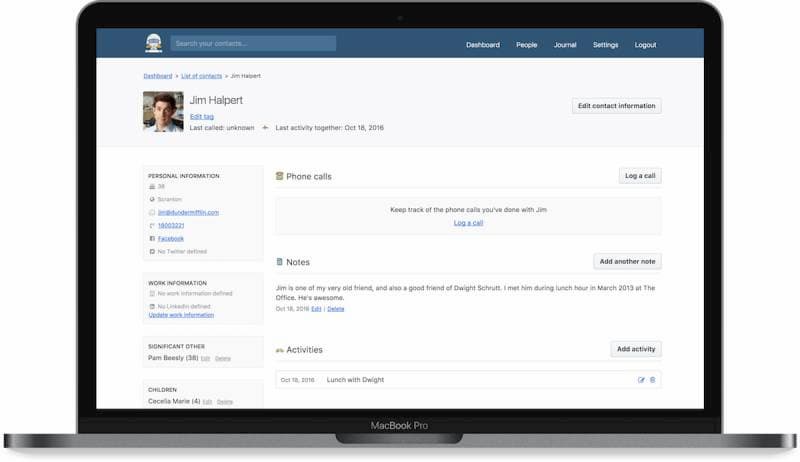 Search your contacts...
Dashboard People Journal Settings Logout
Dashboard > List of contacts > Jim Halpert
Jim Halpert
Edit tag
Last called: unknown Last activity together: Oct 18, 2016
Edit contact information
PERSONAL INFORMATION
38
Scranton
jim@dundermifflin.com
18003221
Facebook
No Twitter defined
WORK INFORMATION
No work information defined
No LinkedIn defined
Update work information
SIGNIFICANT OTHER
Pam Beesly (38) Edit Delete
CHILDREN
Cecelia Marie (4) Edit Delete
Phone calls
Log a call
Keep track of the phone calls you've done with Jim
Log a call
Notes
Add another note
Jim is one of my very old friend, and also a good friend of Dwight Schrutt. I met him during lunch hour in March 2013 at The
Office. He's awesome.
Oct 18, 2016 Edit | Delete
Activities
Add activity
Oct 18, 2016 Lunch with Dwight
MacBook Pro